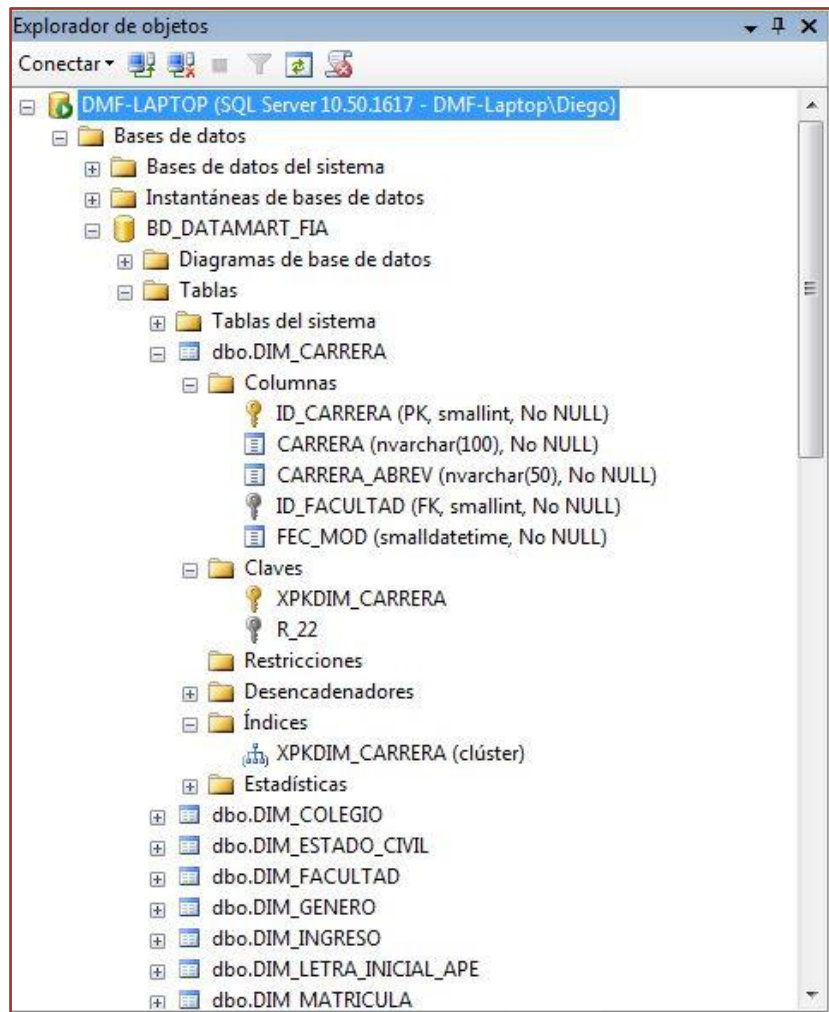 Explorador de objetos
Conectar
DMF-LAPTOP (SQL Server 10.50.1617 - DMF-Laptop\Diego)
Bases de datos
Bases de datos del sistema
Instantáneas de bases de datos
BD_DATAMART_FIA
Diagramas de base de datos
Tablas
Tablas del sistema
dbo.DIM_CARRERA
Columnas
ID_CARRERA (PK, smallint, No NULL)
CARRERA (nvarchar(100), No NULL)
CARRERA_ABREV (nvarchar(50), No NULL)
ID_FACULTAD (FK, smallint, No NULL)
FEC_MOD (smalldatetime, No NULL)
Claves
XPKDIM_CARRERA
R_22
Restricciones
Desencadenadores
Índices
XPKDIM_CARRERA (clúster)
Estadísticas
dbo.DIM_COLEGIO
dbo.DIM_ESTADO_CIVIL
dbo.DIM_FACULTAD
dbo.DIM_GENERO
dbo.DIM_INGRESO
dbo.DIM_LETRA_INICIAL_APE
dbo.DIM_MATRICULA